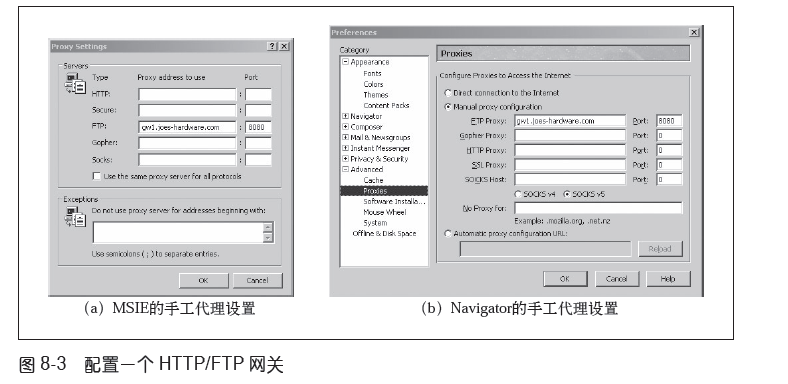 Proxy Settings
Servers
Type Proxy address to use Port
HTTP: :
Secure: :
FTP: gw1.joes-hardware.com : 8080
Gopher: :
Socks: :
Use the same proxy server for all protocols
Exceptions
Do not use proxy server for addresses beginning with:
Use semicolons ( ; ) to separate entries.
OK Cancel
(a) MSIE的手工代理设置
Preferences
Category
Appearance
Fonts
Colors
Themes
Content Packs
Navigator
Composer
Mail & Newsgroups
Instant Messenger
Privacy & Security
Advanced
Cache
Proxies
Software Installa...
Mouse Wheel
System
Offline & Disk Space
Proxies
Configure Proxies to Access the Internet
Direct connection to the Internet
Manual proxy configuration
FTP Proxy: gw1.joes-hardware.com Port: 8080
Gopher Proxy: Port: 0
HTTP Proxy: Port: 0
SSL Proxy: Port: 0
SOCKS Host: Port: 0
SOCKS v4 SOCKS v5
No Proxy for:
Example: .mozilla.org, .net.nz
Automatic proxy configuration URL:
Reload
OK Cancel Help
(b) Navigator的手工代理设置
图 8-3 配置一个 HTTP/FTP 网关